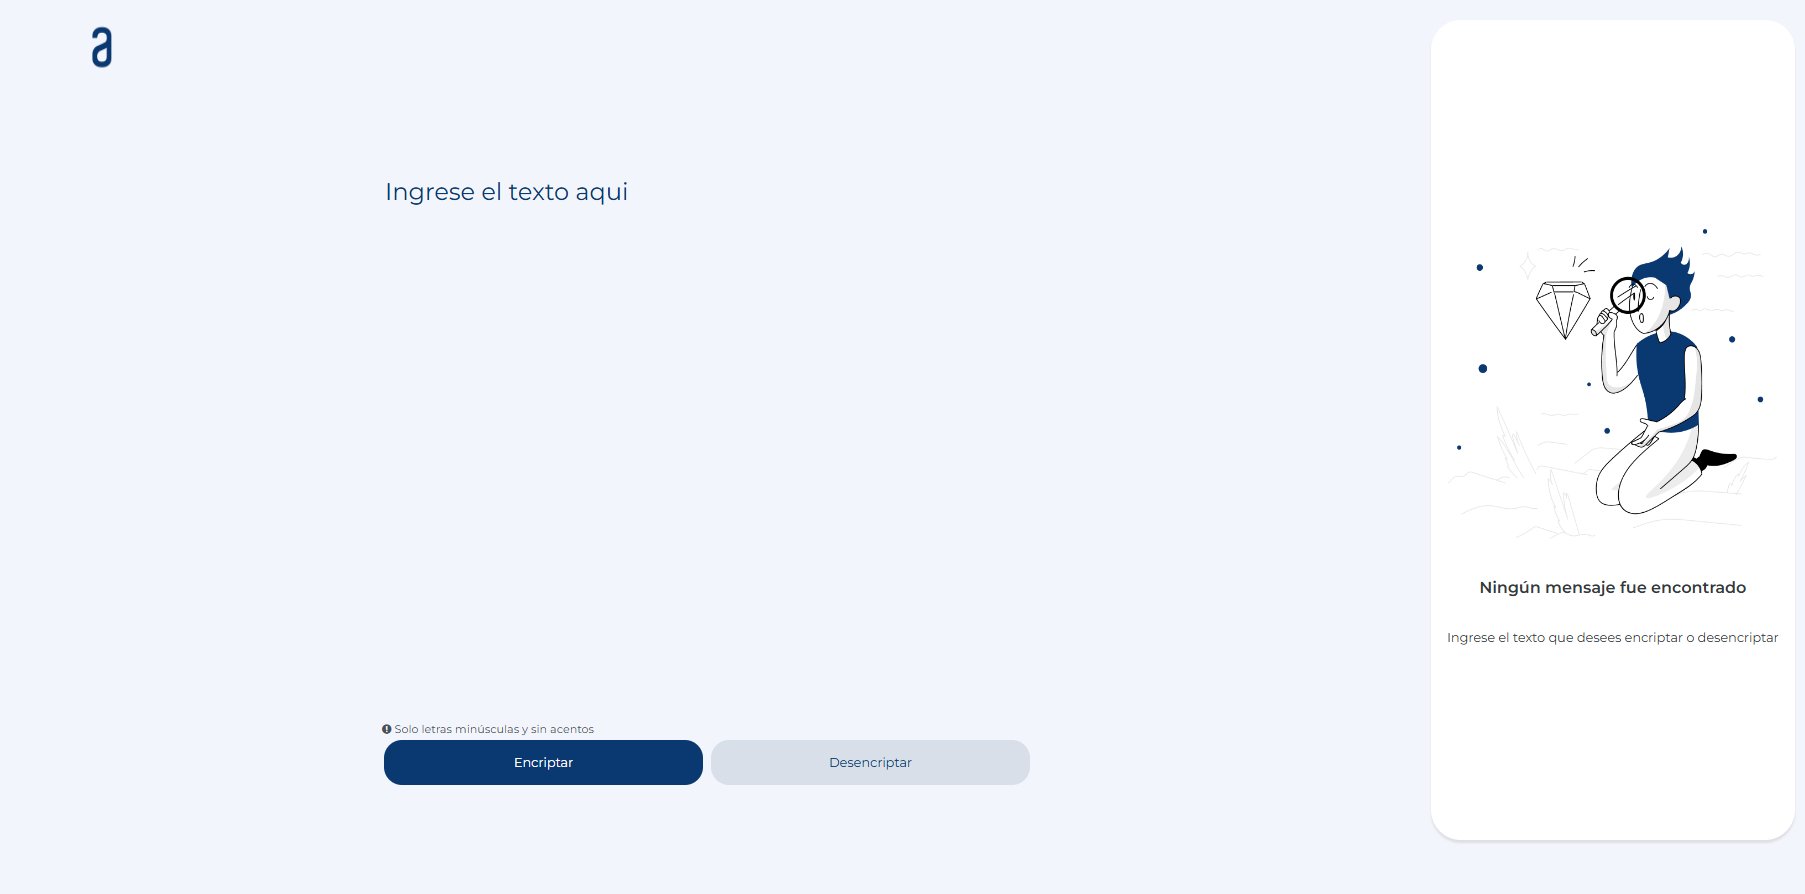 a
Ingrese el texto aqui
Solo letras minúsculas y sin acentos
Encriptar
Desencriptar
Ningún mensaje fue encontrado
Ingrese el texto que desees encriptar o desencriptar